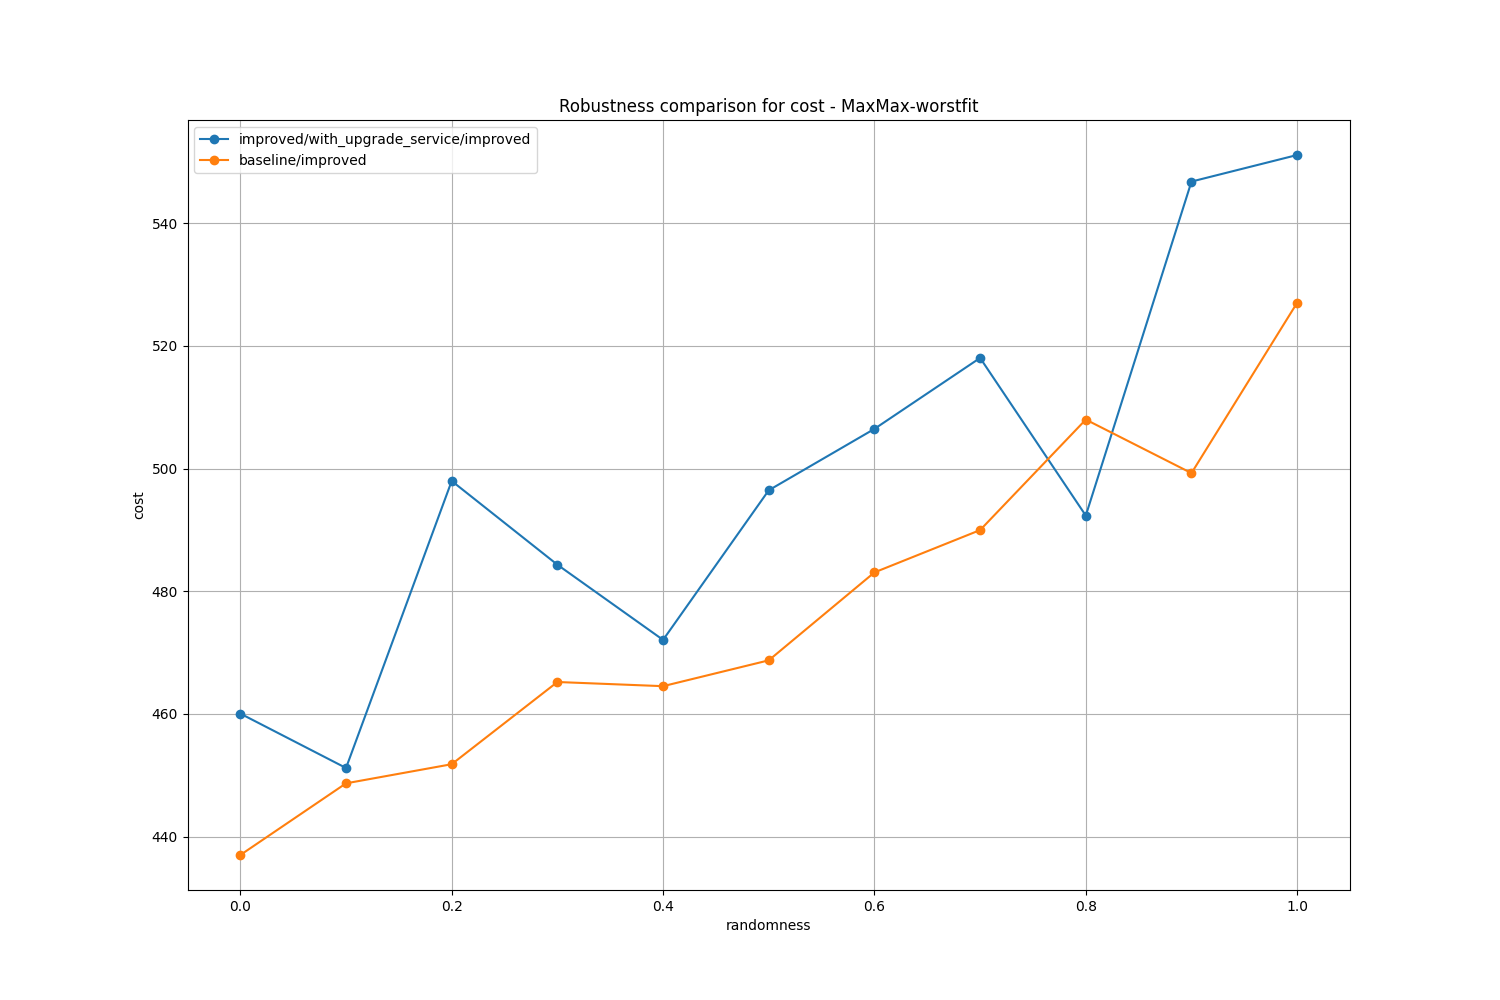 Robustness comparison for cost - MaxMax-worstfit
improved/with_upgrade_service/improved
baseline/improved
540
520
500
480
460
440
cost
0.0 0.2 0.4 0.6 0.8 1.0
randomness